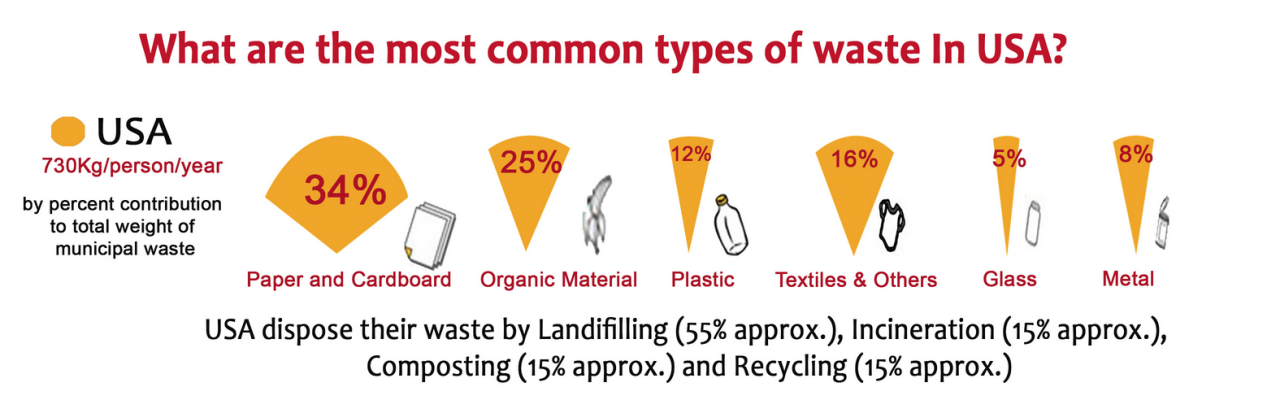 What are the most common types of waste In USA?
USA
730Kg/person/year
by percent contribution
to total weight of
municipal waste
34%
25%
12%
16%
5%
8%
Paper and Cardboard
Organic Material
Plastic
Textiles & Others
Glass
Metal
USA dispose their waste by Landifilling (55% approx.), Incineration (15% approx.),
Composting (15% approx.) and Recycling (15% approx.)